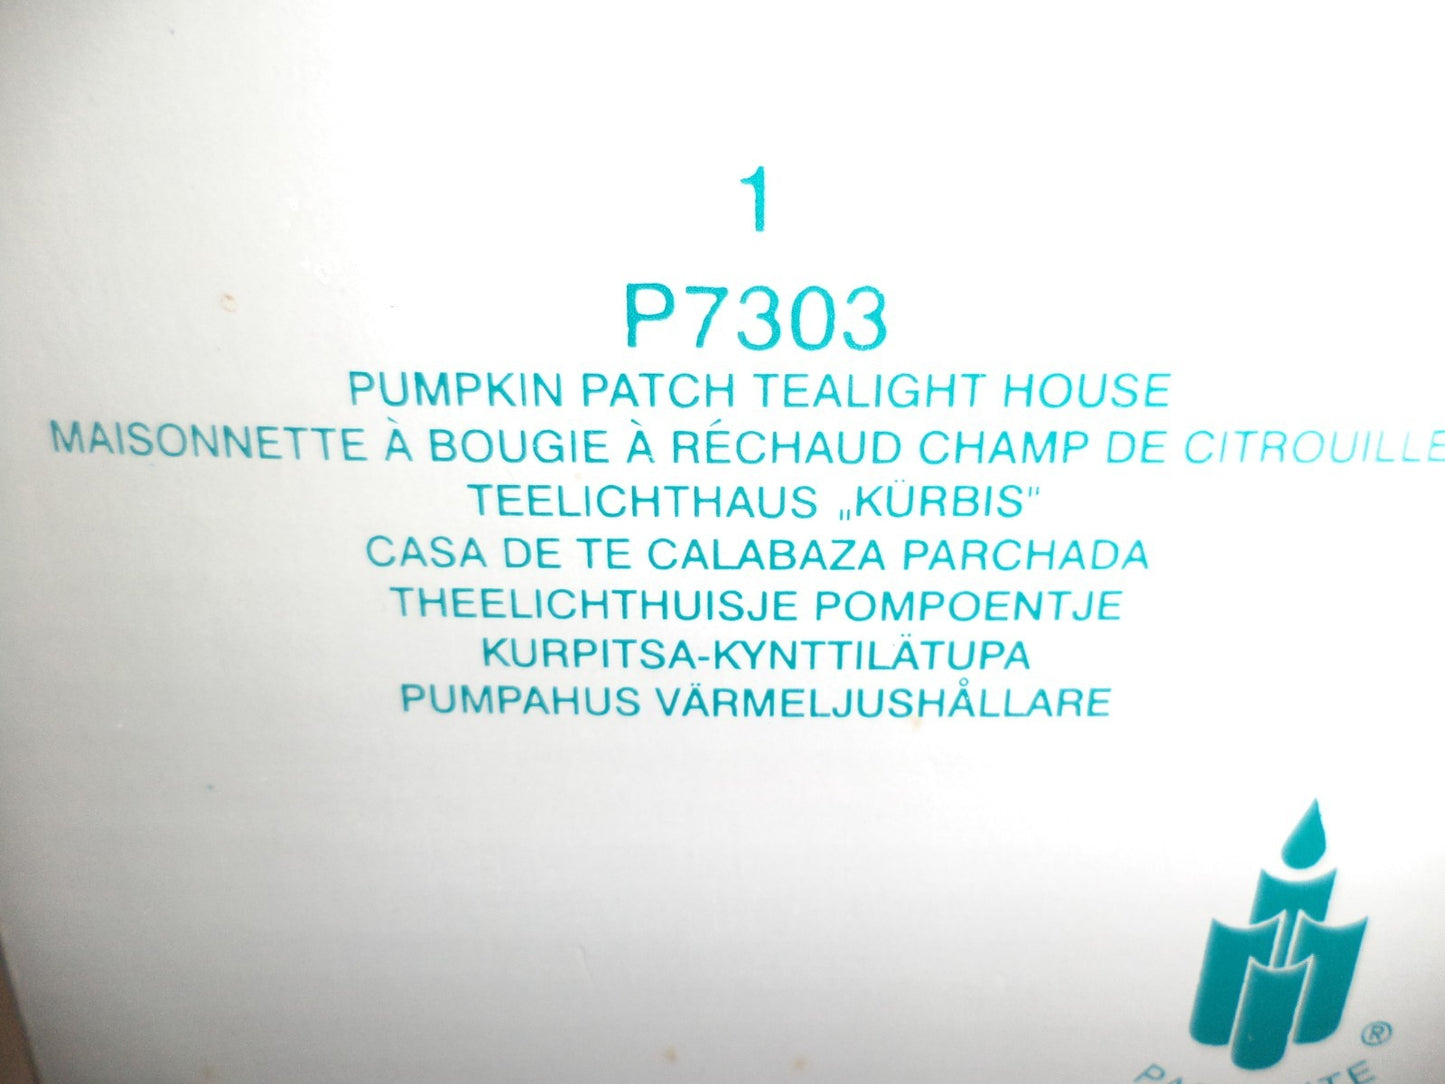 1
P7303
PUMPKIN PATCH TEALIGHT HOUSE
MAISONNETTE À BOUGIE À RÉCHAUD CHAMP DE CITROUILLE
TEELICHTHAUS „KÜRBIS"
CASA DE TE CALABAZA PARCHADA
THEELICHTHUISJE POMPOENTJE
KURPITSA-KYNTTILÄTUPA
PUMPAHUS VÄRMELJUSHÅLLARE
®